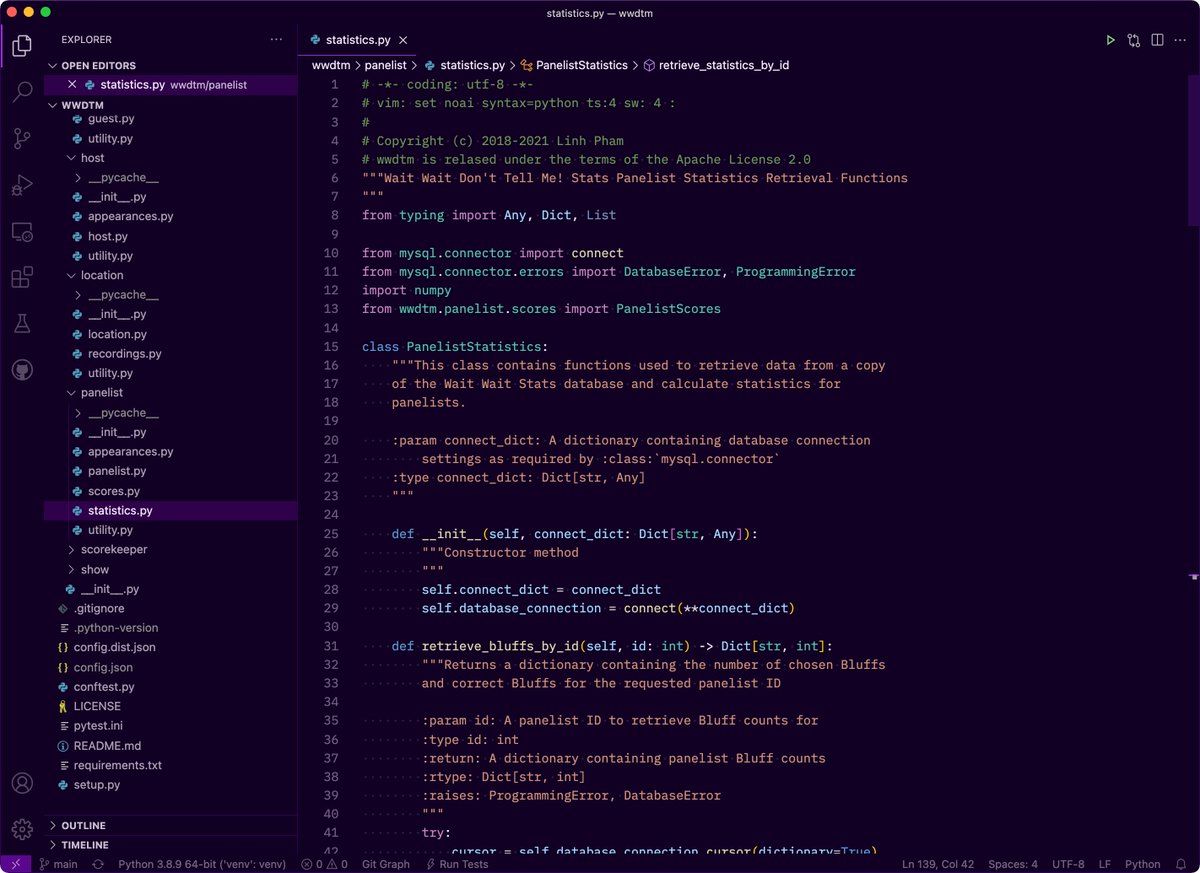 statistics.py — wwdtm
EXPLORER
OPEN EDITORS
statistics.py wwdtm/panelist
WWDTM
guest.py
utility.py
host
__pycache__
__init__.py
appearances.py
host.py
utility.py
location
__pycache__
__init__.py
location.py
recordings.py
utility.py
panelist
__pycache__
__init__.py
appearances.py
panelist.py
scores.py
statistics.py
utility.py
scorekeeper
show
__init__.py
.gitignore
.python-version
config.dist.json
config.json
conftest.py
LICENSE
pytest.ini
README.md
requirements.txt
setup.py
OUTLINE
TIMELINE
statistics.py
wwdtm > panelist > statistics.py > PanelistStatistics > retrieve_statistics_by_id
1 # -*- coding: utf-8 -*-
2 # vim: set noai syntax=python ts:4 sw: 4 :
3 #
4 # Copyright (c) 2018-2021 Linh Pham
5 # wwdtm is relased under the terms of the Apache License 2.0
6 """Wait Wait Don't Tell Me! Stats Panelist Statistics Retrieval Functions
7 """
8 from typing import Any, Dict, List
9
10 from mysql.connector import connect
11 from mysql.connector.errors import DatabaseError, ProgrammingError
12 import numpy
13 from wwdtm.panelist.scores import PanelistScores
14
15 class PanelistStatistics:
16     """This class contains functions used to retrieve data from a copy
17     of the Wait Wait Stats database and calculate statistics for
18     panelists.
19
20     :param connect_dict: A dictionary containing database connection
21         settings as required by :class:`mysql.connector`
22     :type connect_dict: Dict[str, Any]
23     """
24
25     def __init__(self, connect_dict: Dict[str, Any]):
26         """Constructor method
27         """
28         self.connect_dict = connect_dict
29         self.database_connection = connect(**connect_dict)
30
31     def retrieve_bluffs_by_id(self, id: int) -> Dict[str, int]:
32         """Returns a dictionary containing the number of chosen Bluffs
33         and correct Bluffs for the requested panelist ID
34
35         :param id: A panelist ID to retrieve Bluff counts for
36         :type id: int
37         :return: A dictionary containing panelist Bluff counts
38         :rtype: Dict[str, int]
39         :raises: ProgrammingError, DatabaseError
40         """
41         try:
42             cursor = self.database_connection.cursor(dictionary=True)
main Python 3.8.9 64-bit ('venv': venv) 0 0 Git Graph Run Tests Ln 139, Col 42 Spaces: 4 UTF-8 LF Python